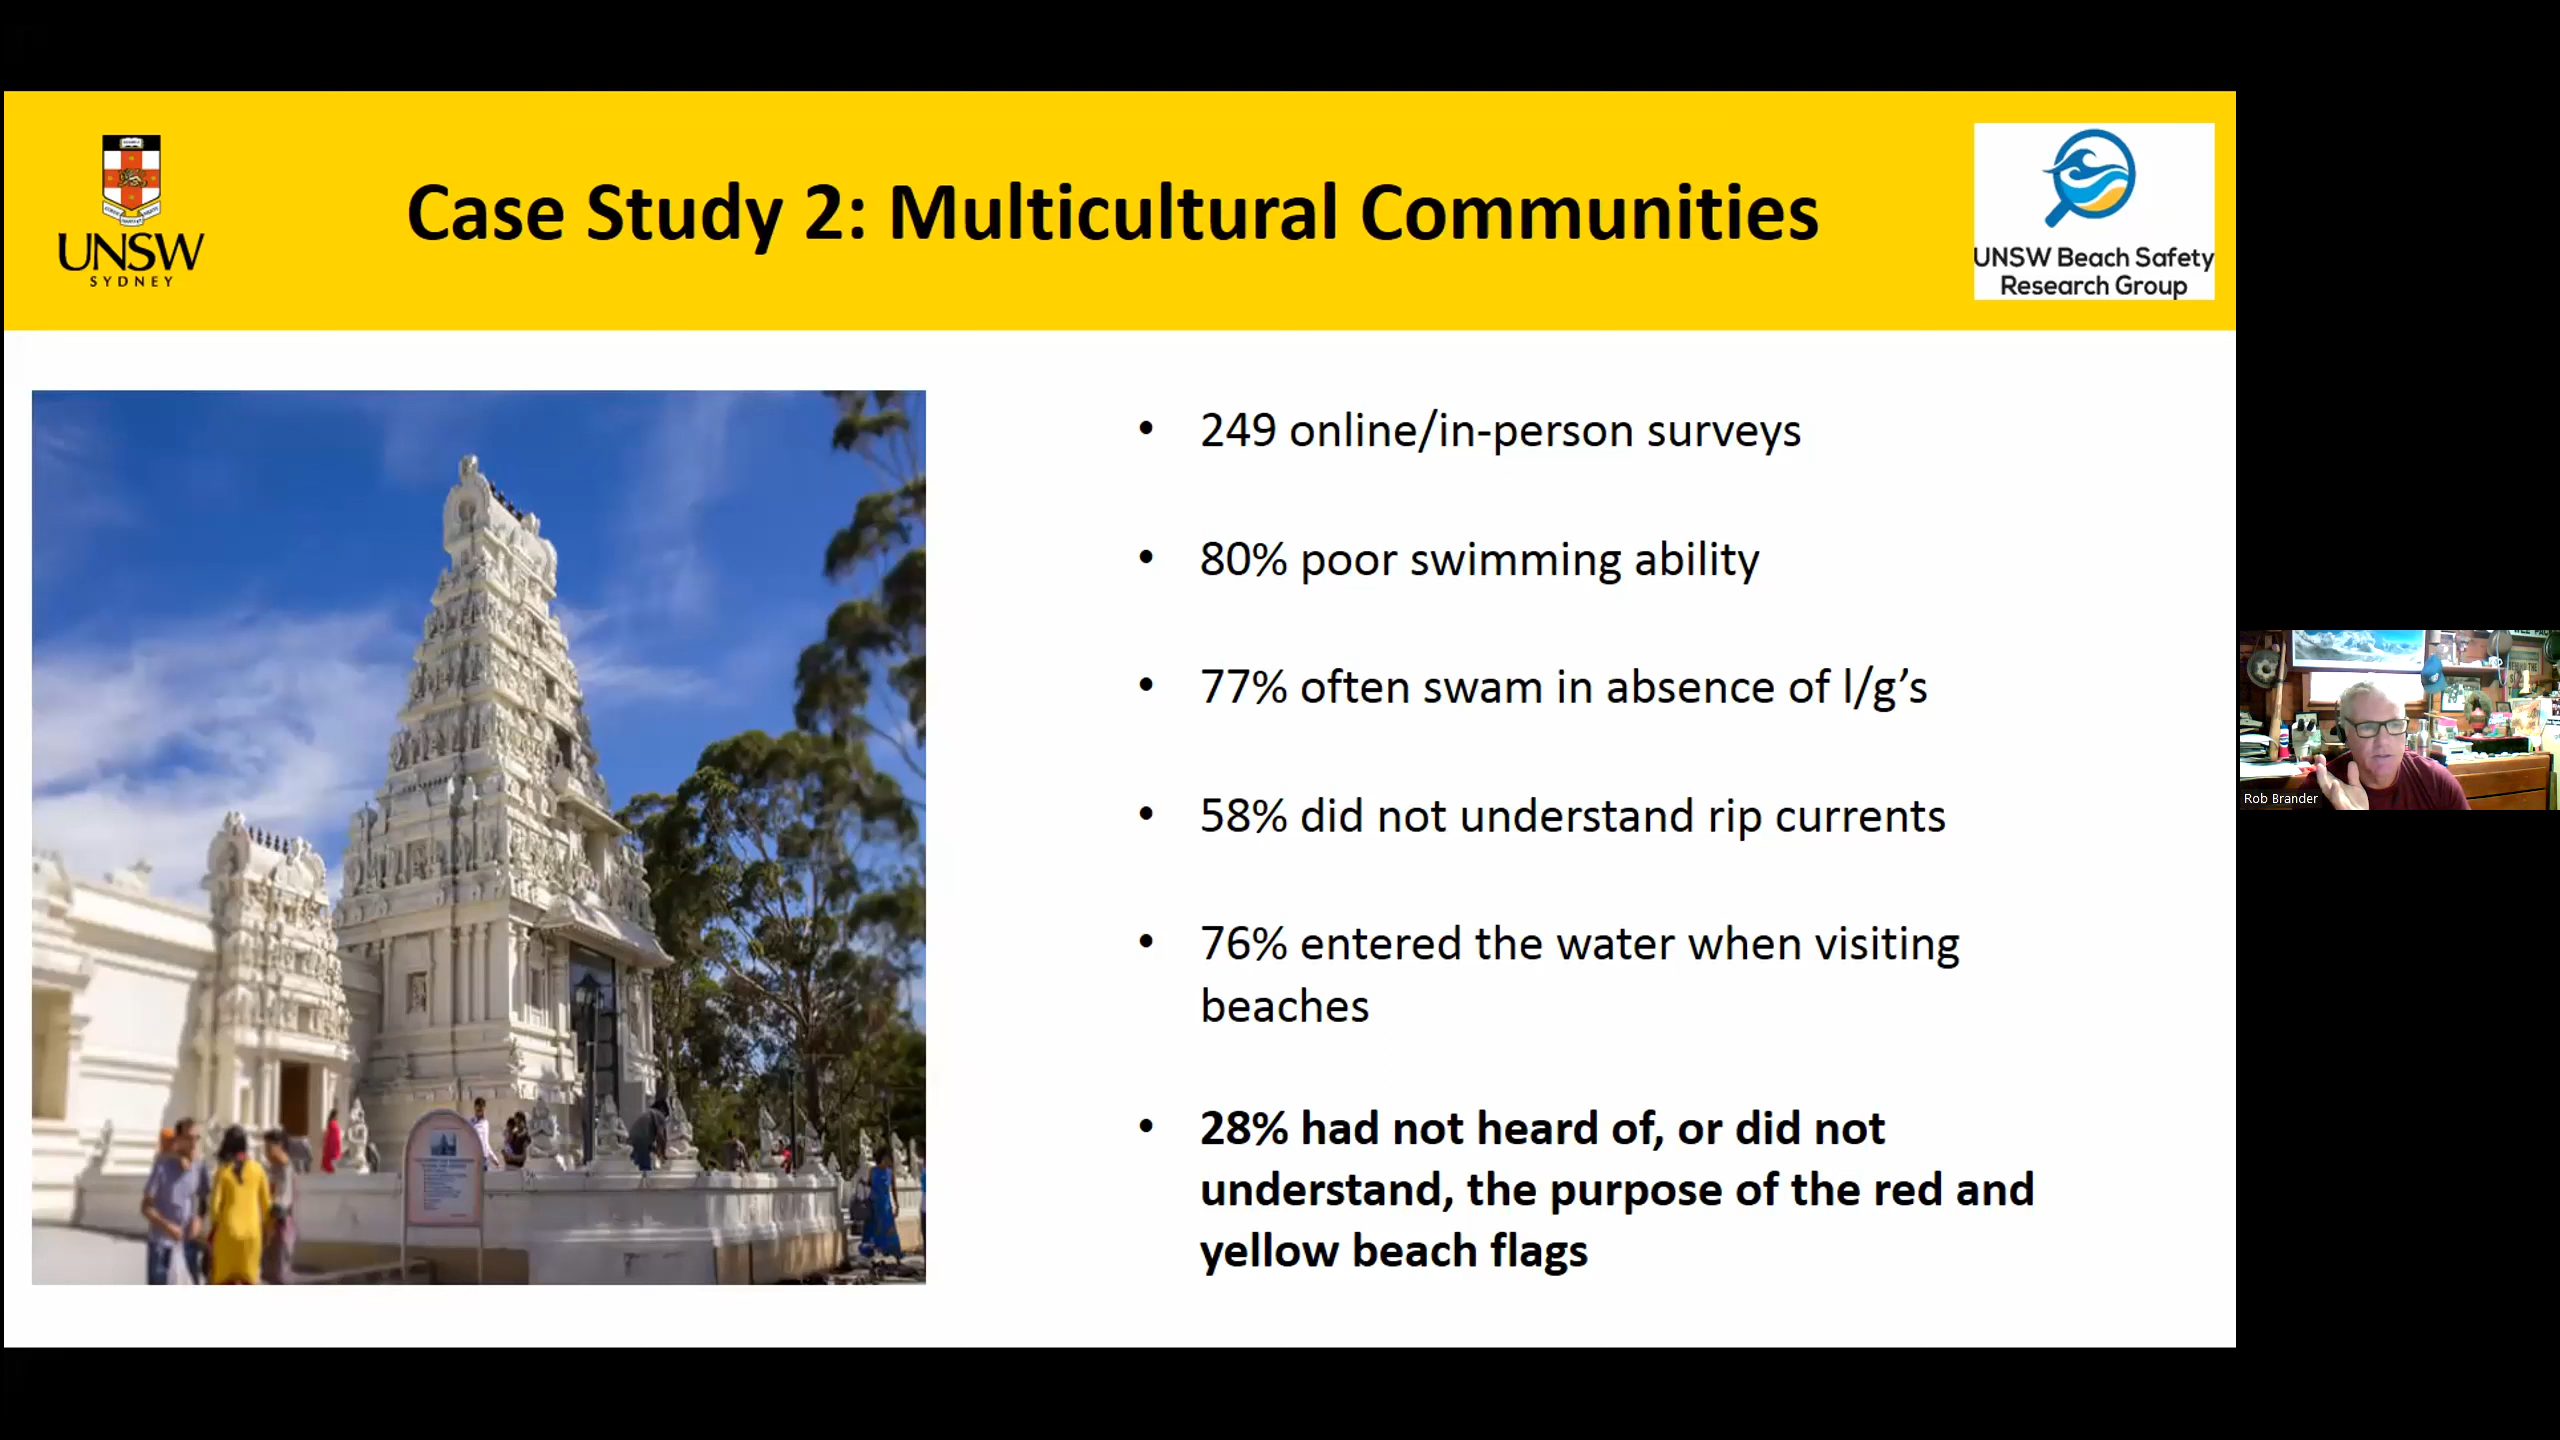 UNSW
SYDNEY
Case Study 2: Multicultural Communities
UNSW Beach Safety
Research Group
• 249 online/in-person surveys
• 80% poor swimming ability
• 77% often swam in absence of l/g’s
• 58% did not understand rip currents
• 76% entered the water when visiting
beaches
• 28% had not heard of, or did not
understand, the purpose of the red and
yellow beach flags
Rob Brander